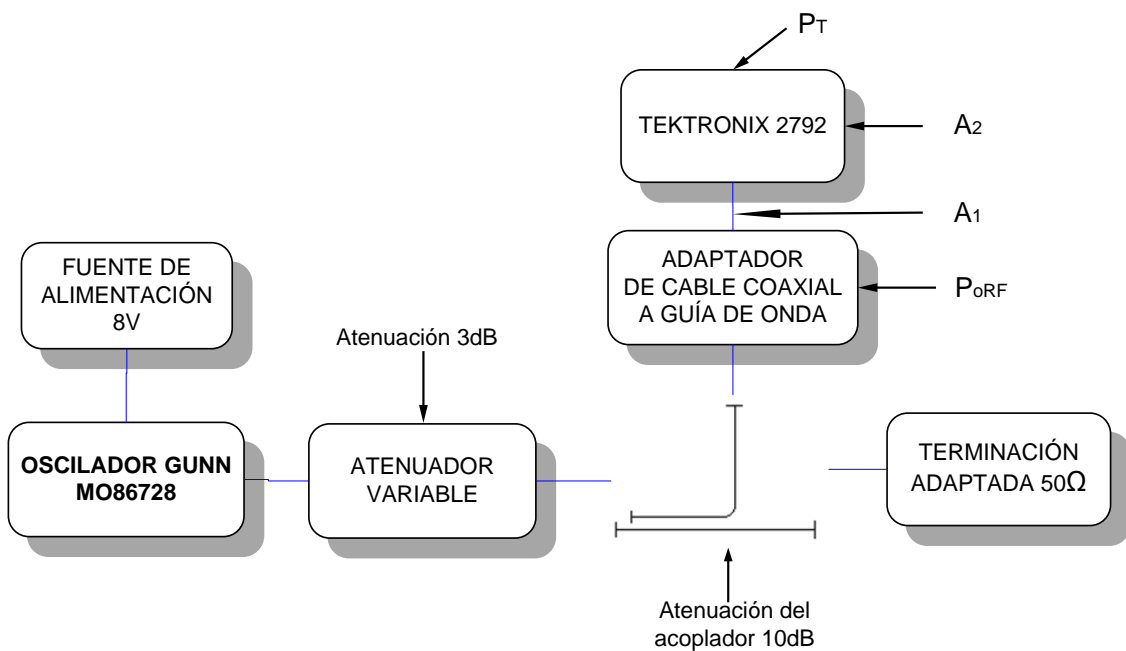 PT
TEKTRONIX 2792
A2
A1
ADAPTADOR
DE CABLE COAXIAL
A GUÍA DE ONDA
PoRF
FUENTE DE
ALIMENTACIÓN
8V
Atenuación 3dB
OSCILADOR GUNN
MO86728
ATENUADOR
VARIABLE
TERMINACIÓN
ADAPTADA 50Ω
Atenuación del
acoplador 10dB